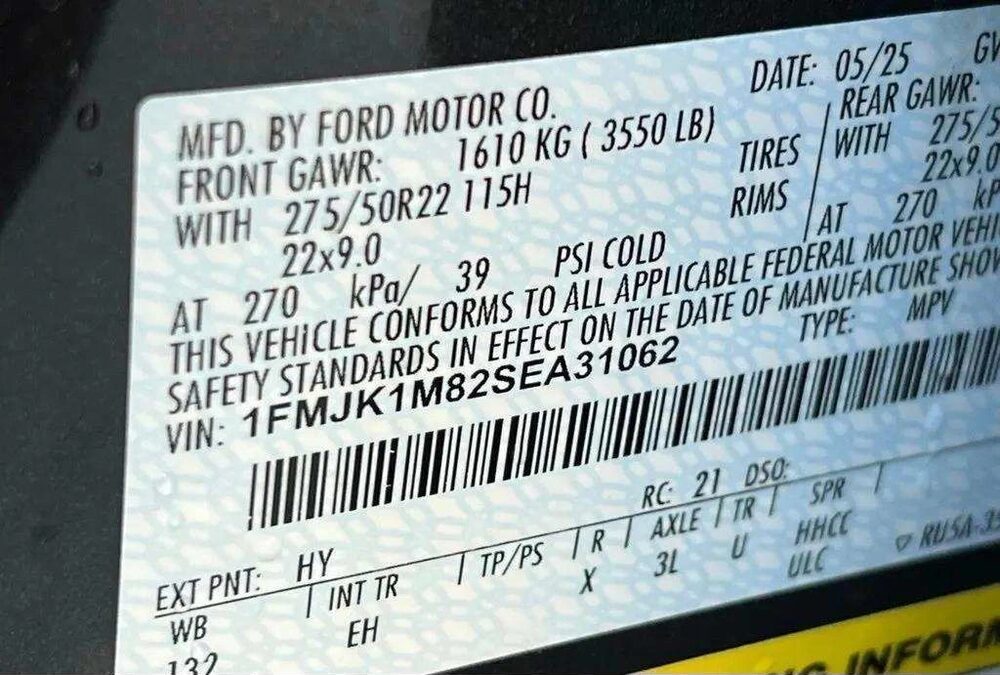 MFD. BY FORD MOTOR CO. DATE: 05/25
FRONT GAWR: 1610 KG ( 3550 LB) REAR GAWR:
WITH 275/50R22 115H TIRES WITH
22x9.0 RIMS 22x9.0
AT 270 kPa/ 39 PSI COLD AT 270
THIS VEHICLE CONFORMS TO ALL APPLICABLE FEDERAL MOTOR
SAFETY STANDARDS IN EFFECT ON THE DATE OF MANUFACTURE
VIN: 1FMJK1M82SEA31062 TYPE: MPV
RC: 21 DSO:
EXT PNT: HY
WB INT TR TP/PS R AXLE TR SPR
132 EH X 3L U HHCC
ULC